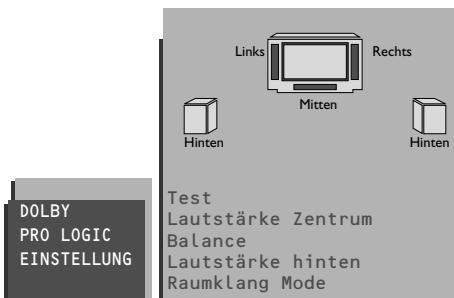 Links Rechts
Mitten
Hinten Hinten
DOLBY
PRO LOGIC
EINSTELLUNG
Test
Lautstärke Zentrum
Balance
Lautstärke hinten
Raumklang Mode